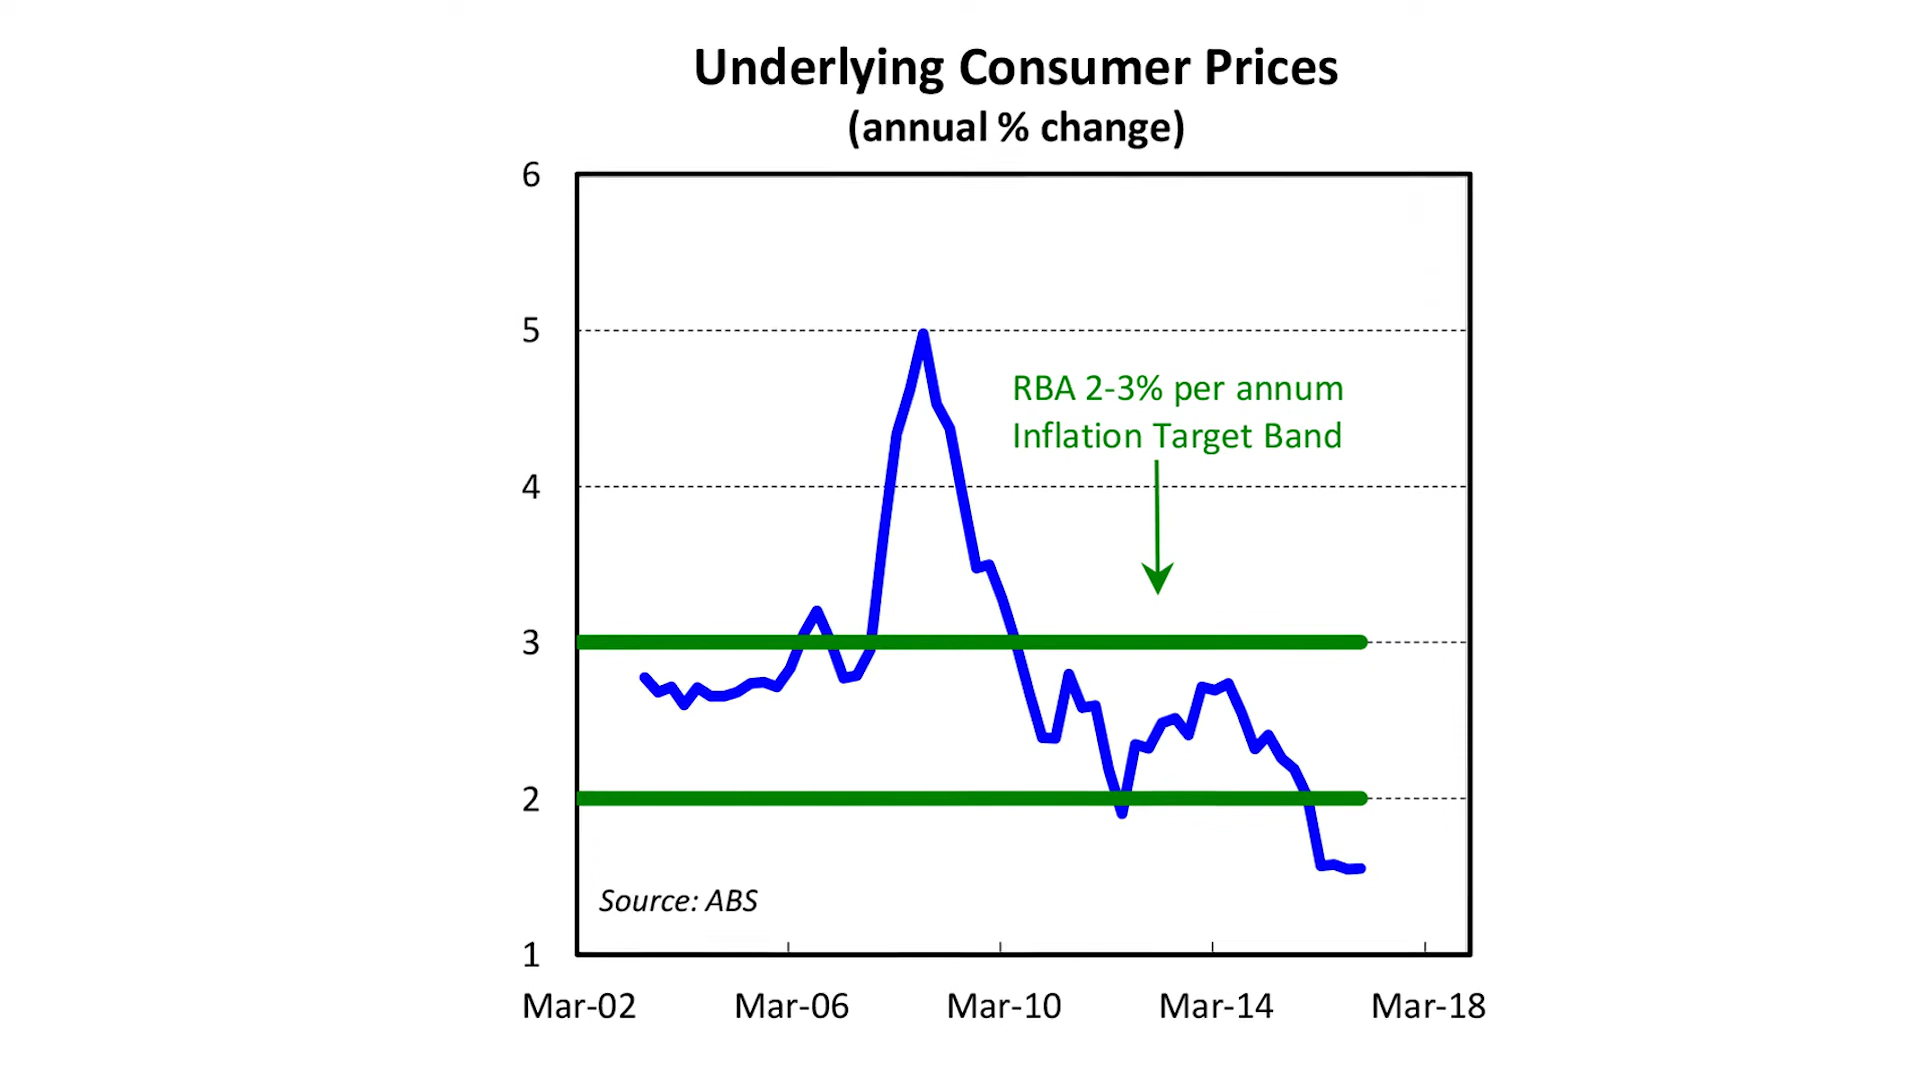 Underlying Consumer Prices
(annual % change)
6
5
RBA 2-3% per annum
Inflation Target Band
4
3
2
Source: ABS
1
Mar-02 Mar-06 Mar-10 Mar-14 Mar-18